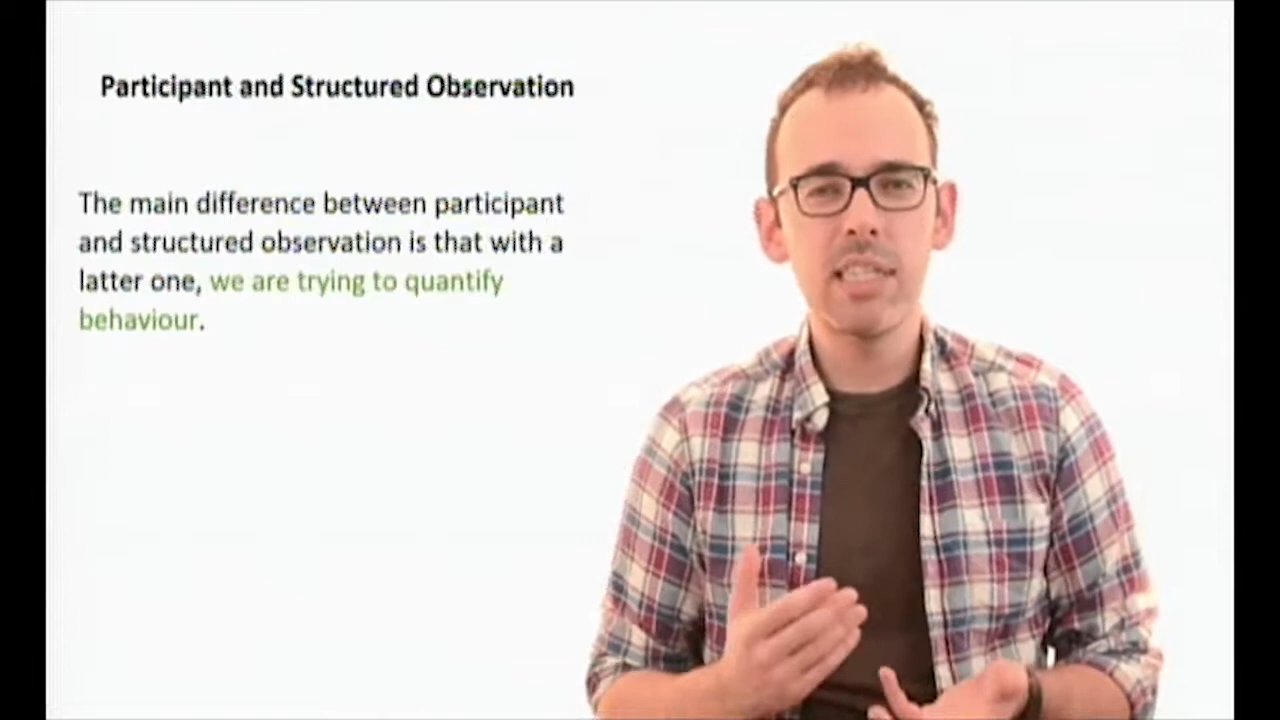 Participant and Structured Observation
The main difference between participant
and structured observation is that with a
latter one, we are trying to quantify
behaviour.